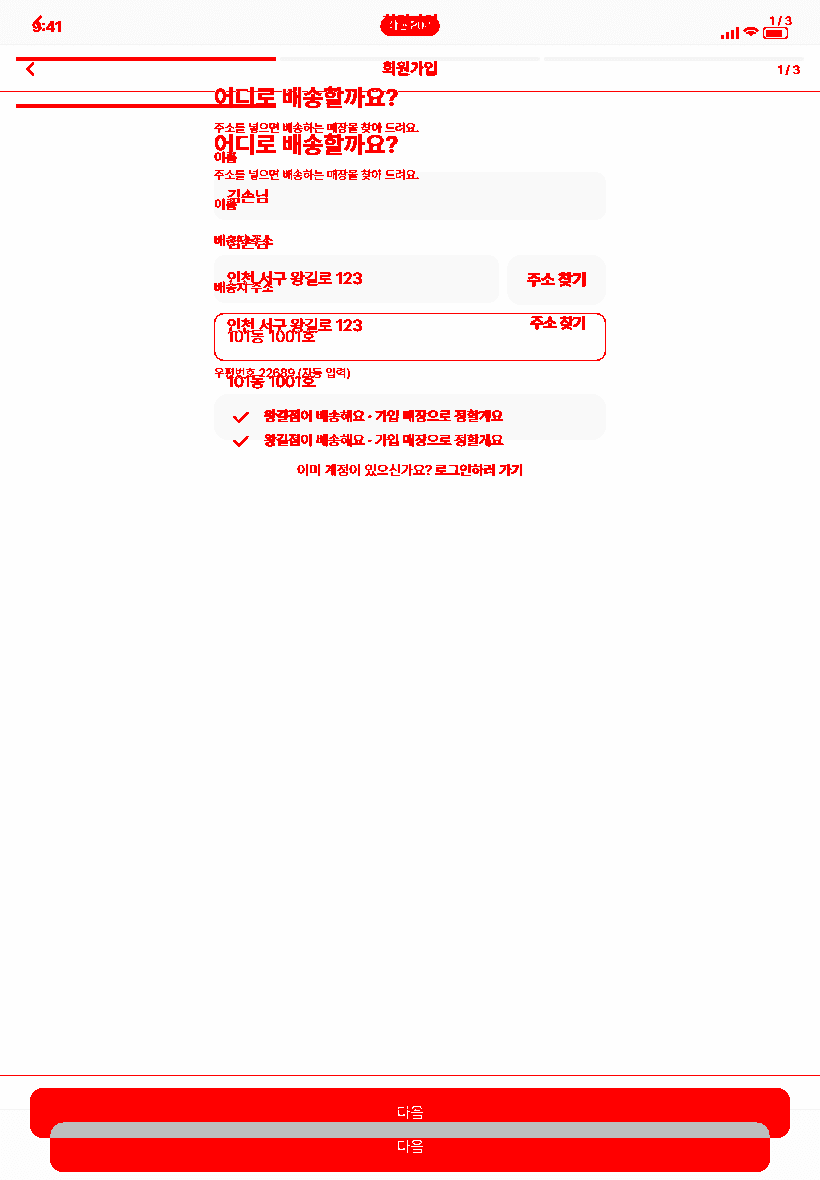 9:41
1 / 3
회원가입
1 / 3
어디로 배송할까요?
주소를 넣으면 배송하는 매장을 찾아 드려요.
어디로 배송할까요?
이름
주소를 넣으면 배송하는 매장을 찾아 드려요.
김손님
이름
인천 서구 왕길로 123
주소 찾기
배송지 주소
인천 서구 왕길로 123
주소 찾기
101동 1001호
우편번호 22689 (자동 입력)
101동 1001호
왕길점이 배송해요 · 가입 매장으로 정할게요
왕길점이 배송해요 · 가입 매장으로 정할게요
이미 계정이 있으신가요? 로그인하러 가기
다음
다음